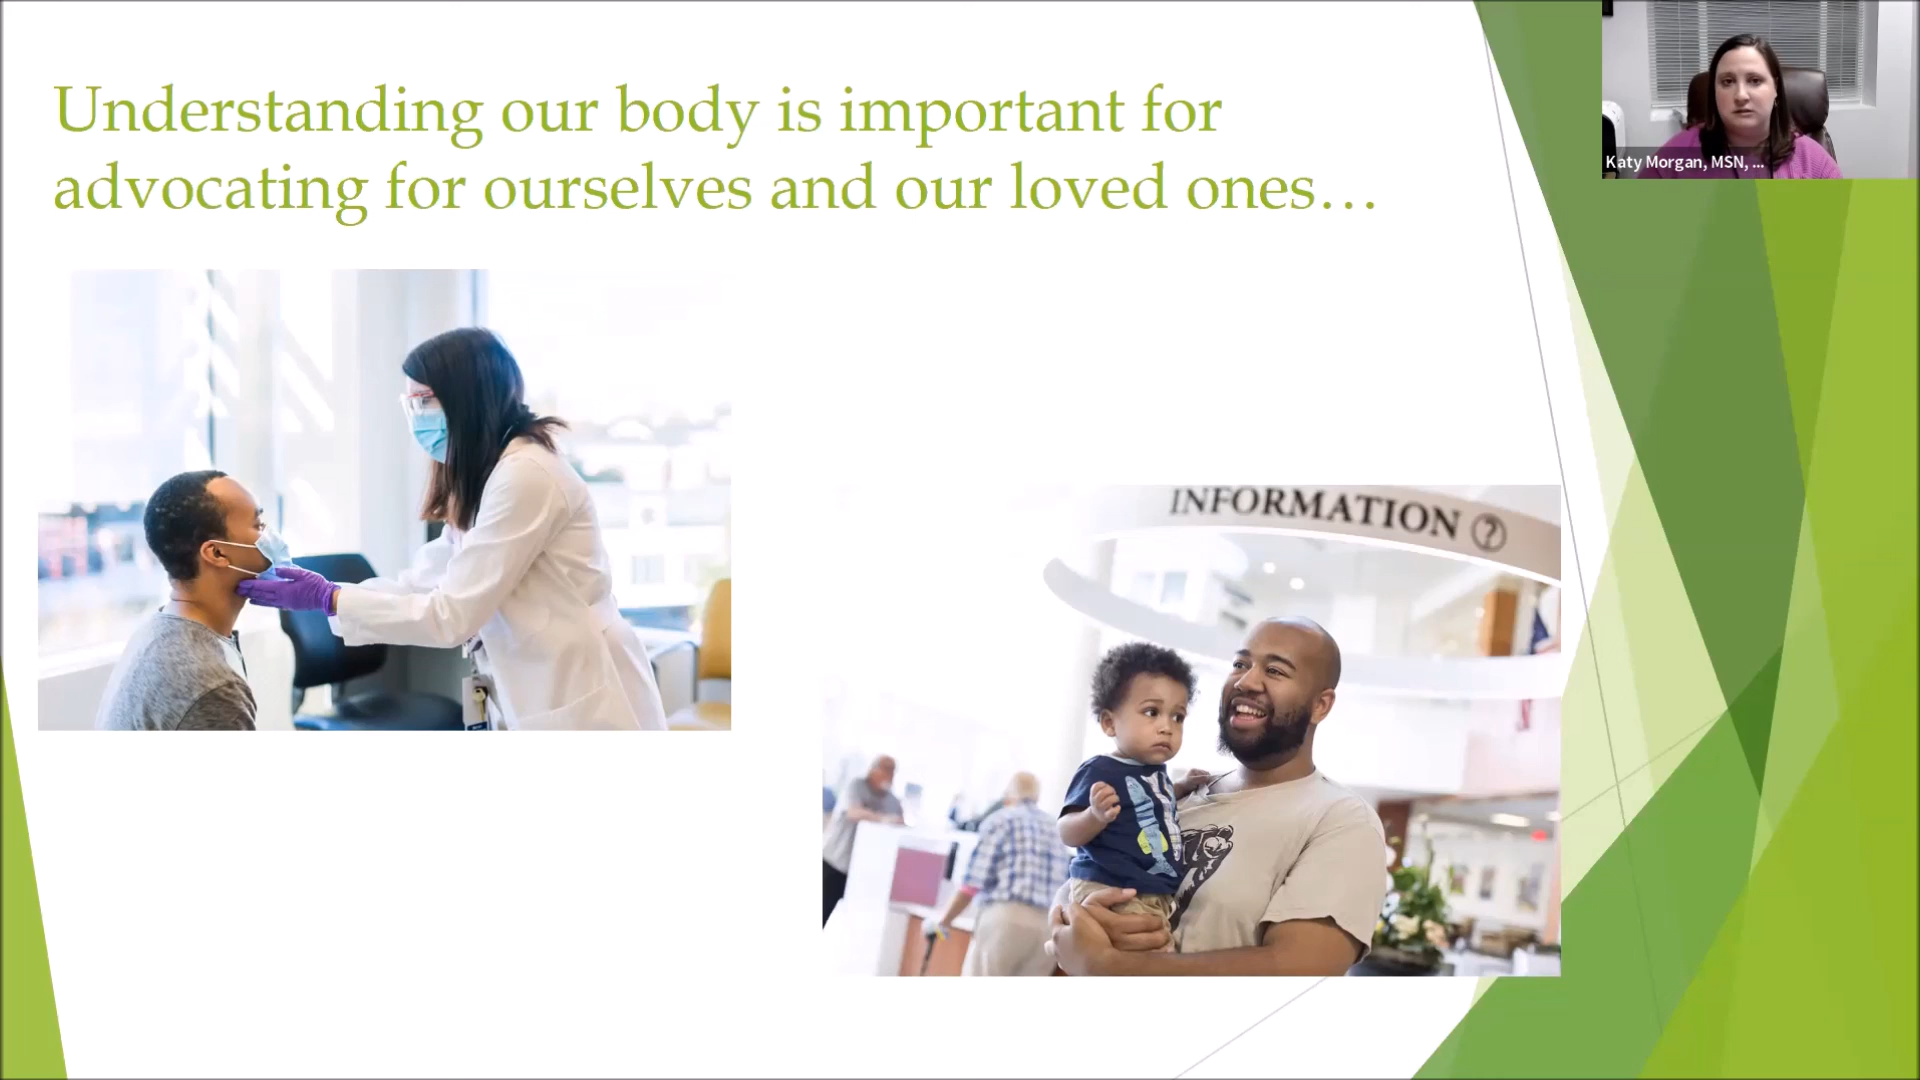 Understanding our body is important for
advocating for ourselves and our loved ones…
Katy Morgan, MSN, ...
INFORMATION ?